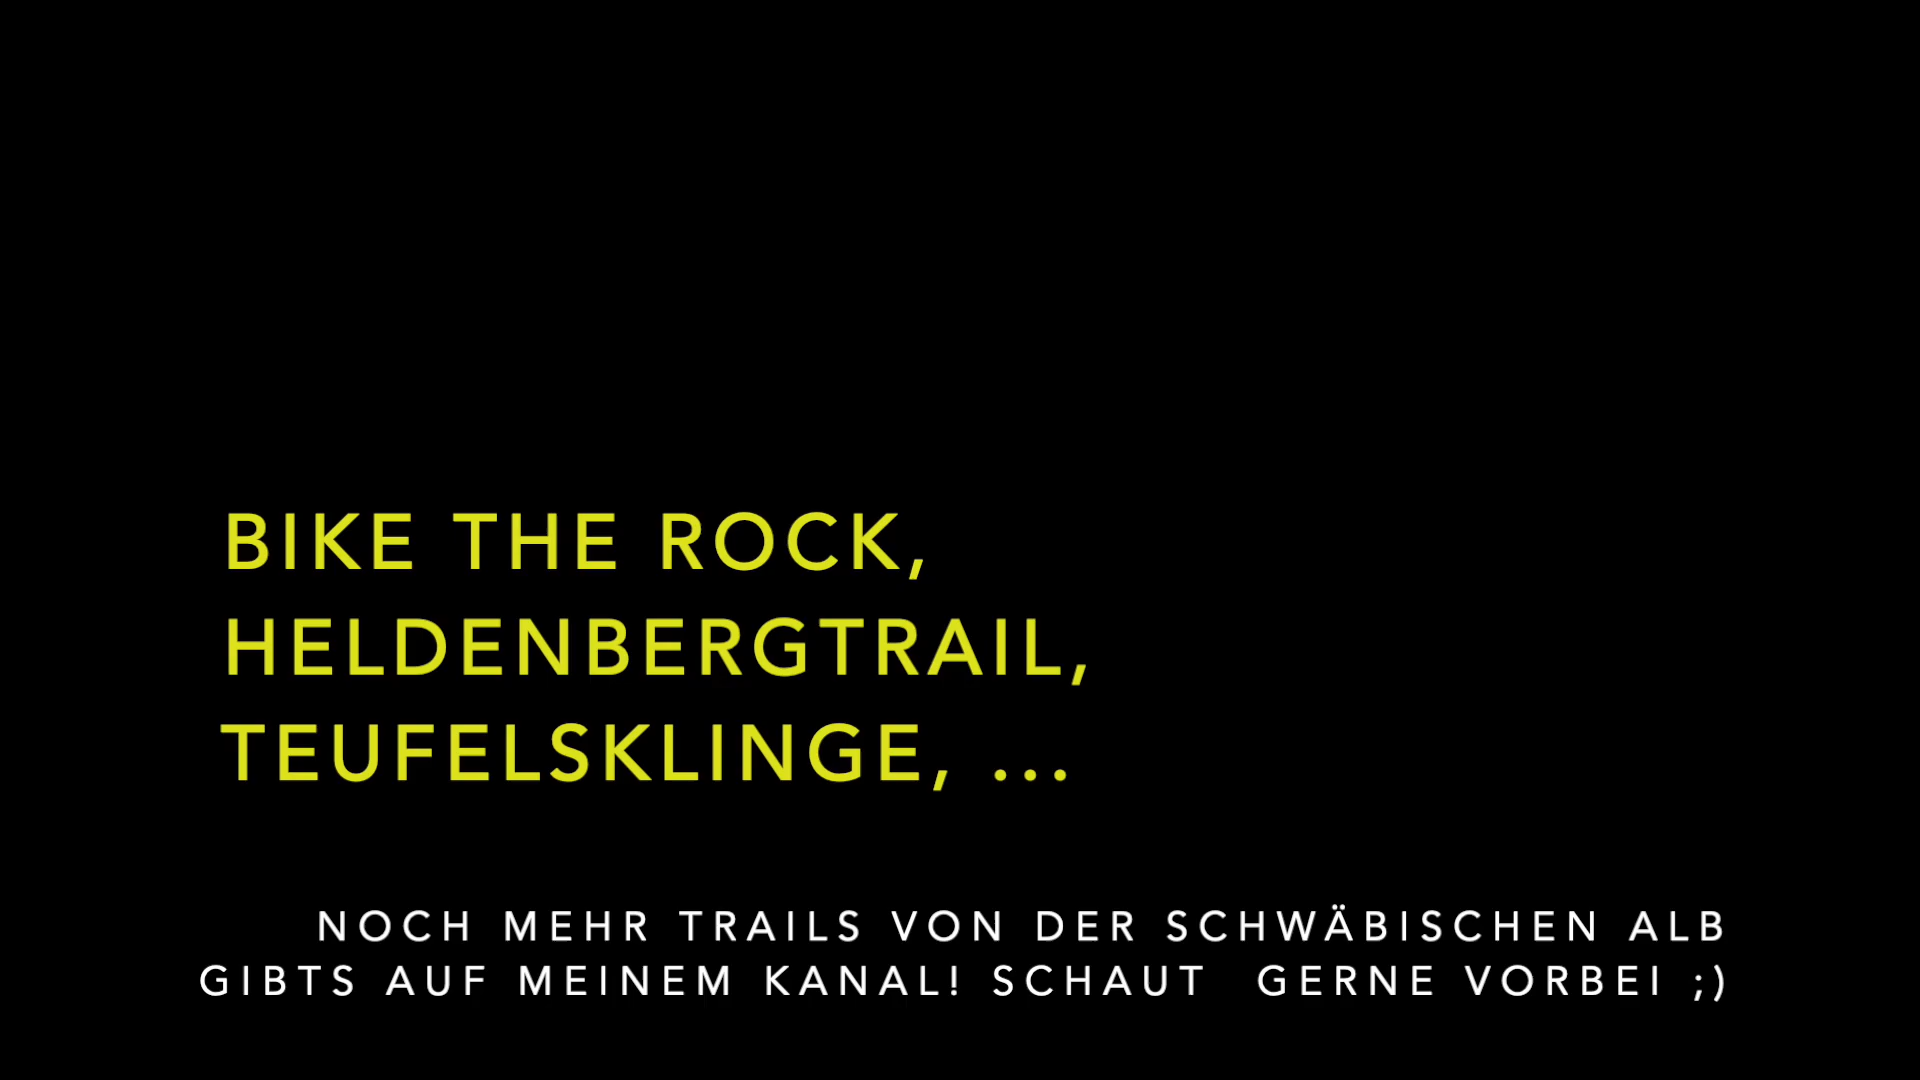 BIKE THE ROCK,
HELDENBERGTRAIL,
TEUFELSKLINGE, ...
NOCH MEHR TRAILS VON DER SCHWÄBISCHEN ALB
GIBTS AUF MEINEM KANAL! SCHAUT  GERNE VORBEI ;)